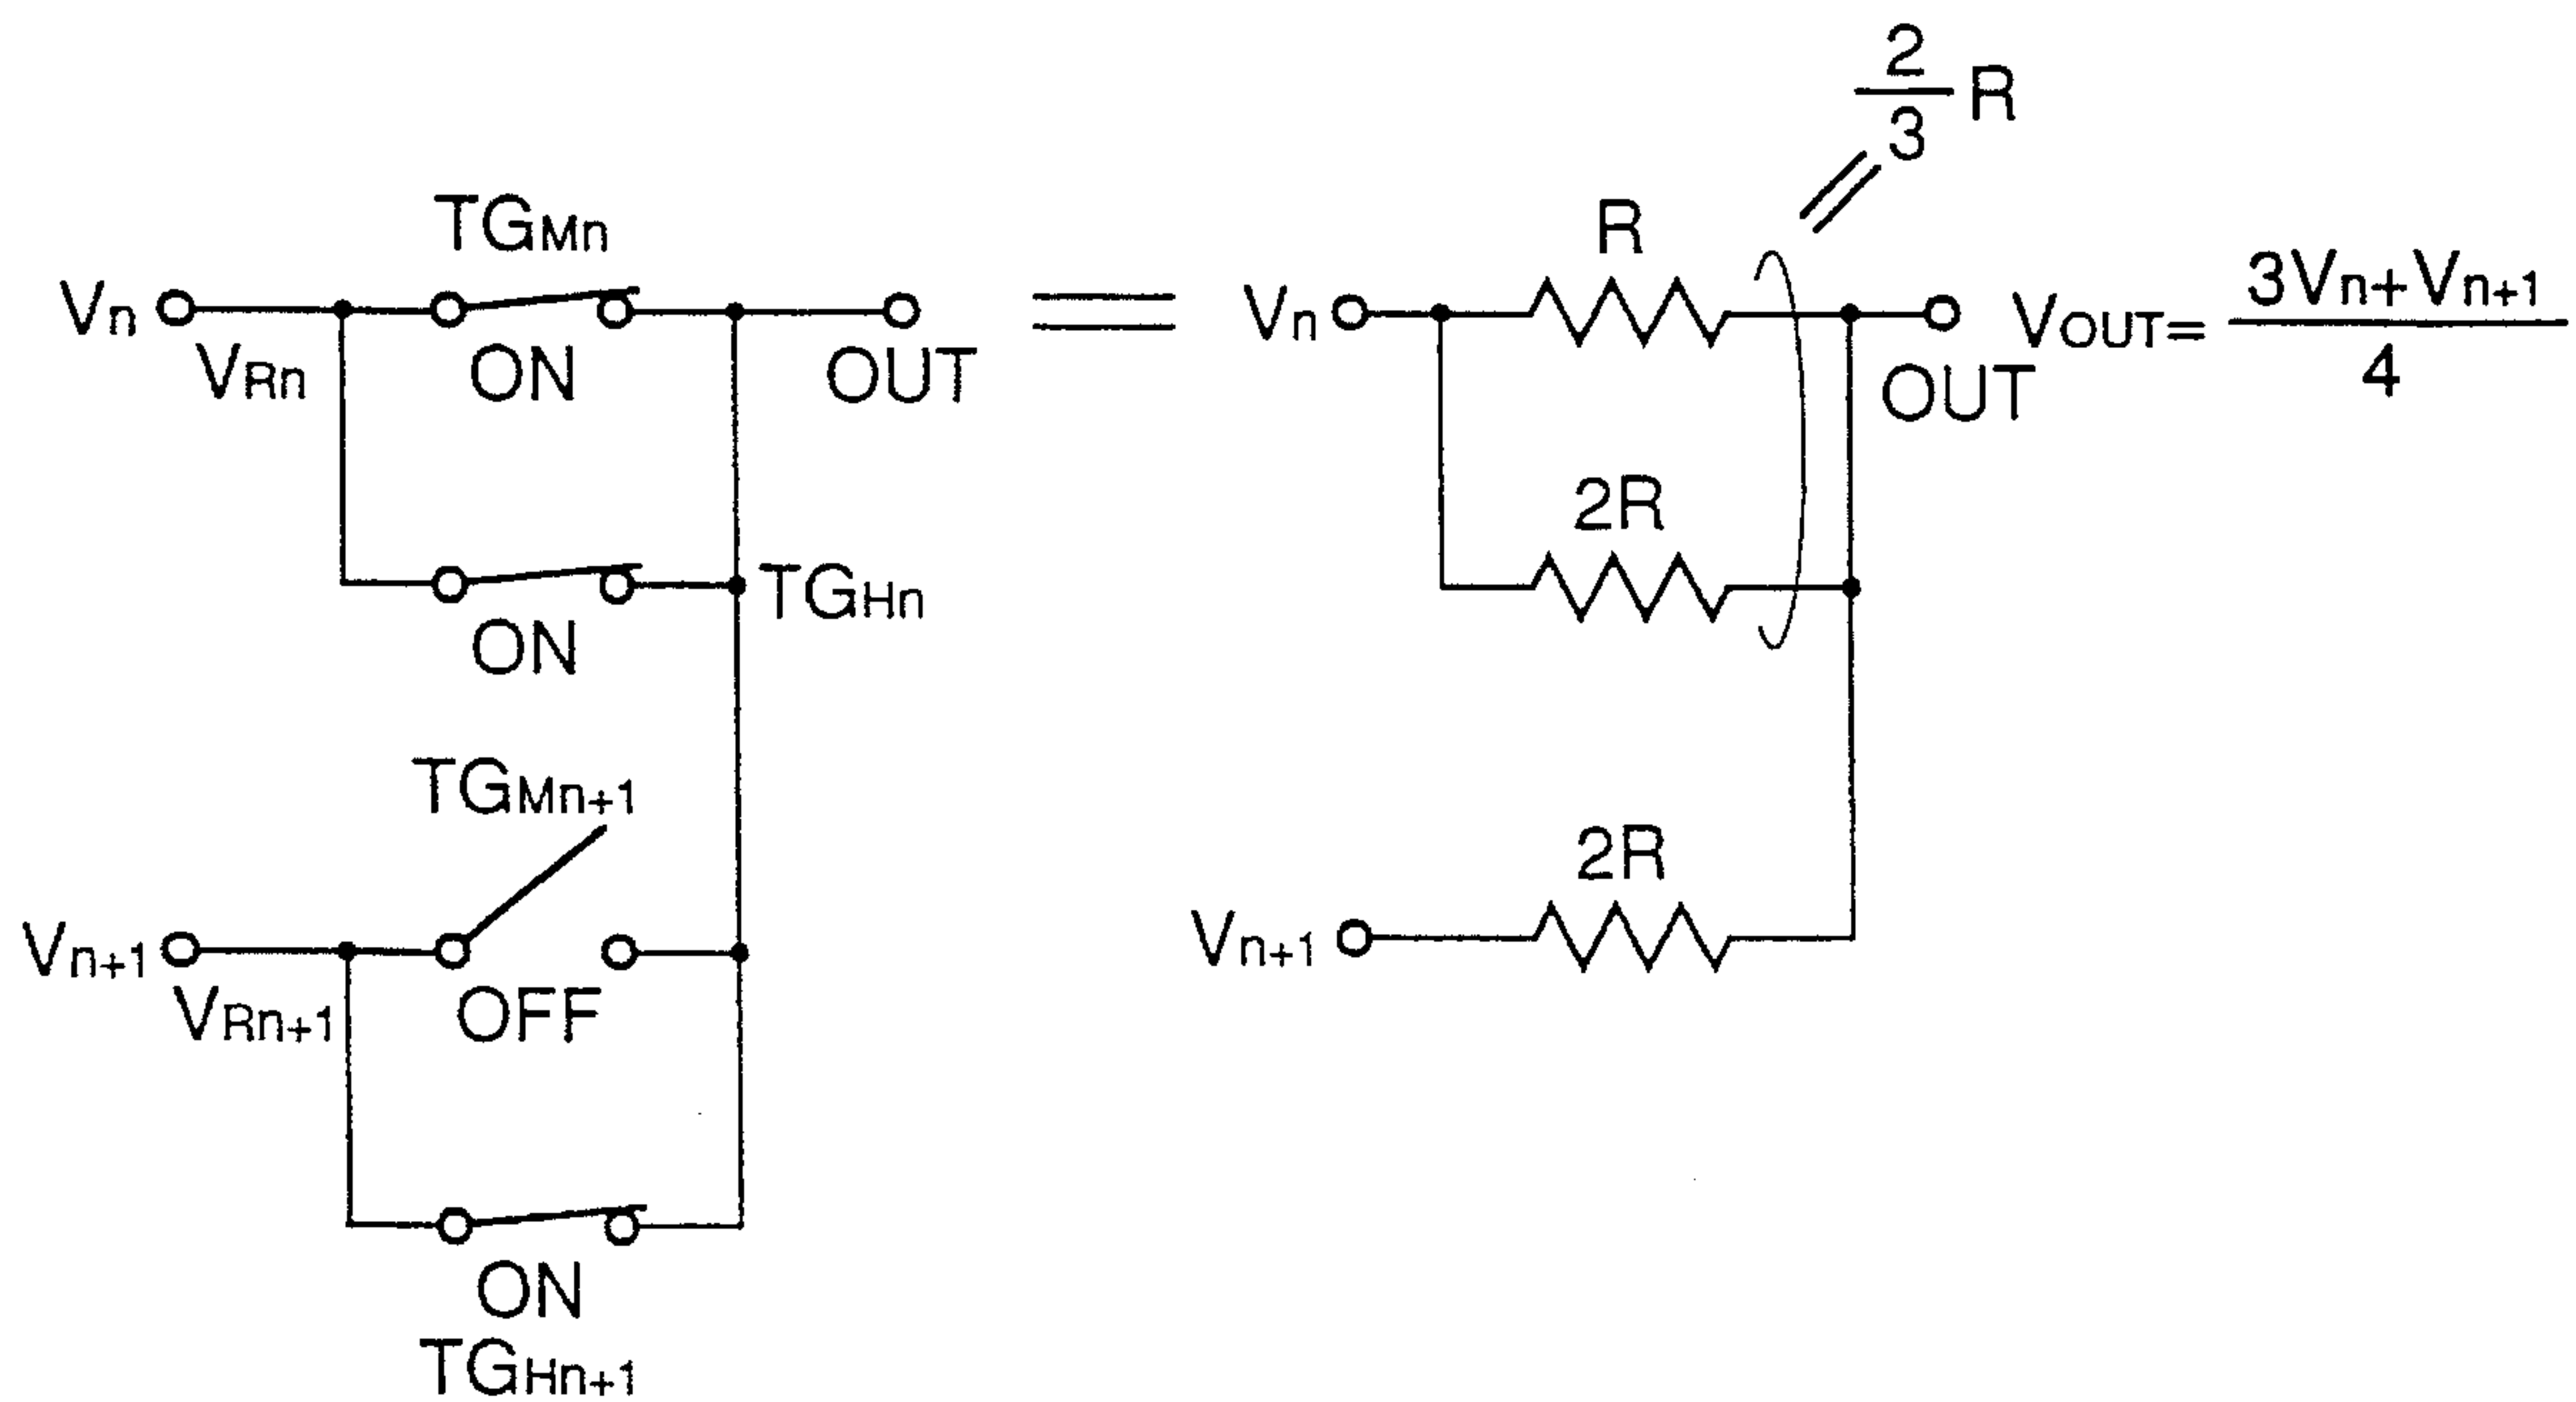 TGMn
Vn
VRn
ON
OUT
ON
TGHn
TGMn+1
Vn+1
VRn+1
OFF
ON
TGHn+1
2
3
R
R
Vn
OUT
VOUT=
3Vn+Vn+1
4
2R
2R
Vn+1